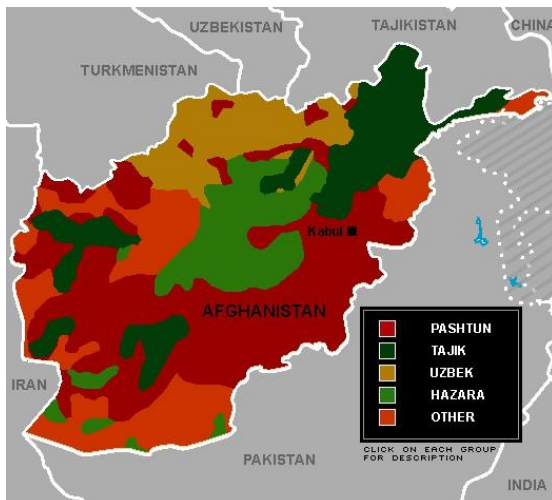 UZBEKISTAN
TAJIKISTAN
CHINA
TURKMENISTAN
Kabul
AFGHANISTAN
PASHTUN
TAJIK
UZBEK
HAZARA
OTHER
IRAN
CLICK ON EACH GROUP
FOR DESCRIPTION
PAKISTAN
INDIA